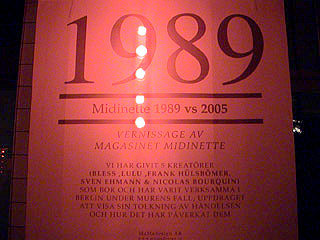 1989
Midinette 1989 vs 2005
VERNISSAGE AV
MAGASINET MIDINETTE
VI HAR GIVIT 5 KREATÖRER
(BLESS, LULU, FRANK HÜLSBÖMER,
SVEN EHMANN & NICOLAS BOURQUIN)
SOM BOR OCH HAR VARIT VERKSAMMA I
BERLIN UNDER MURENS FALL, UPPDRAGET
ATT VISA SIN TOLKNING AV HÄNDELSEN
OCH HUR DET HAR PÅVERKAT DEM